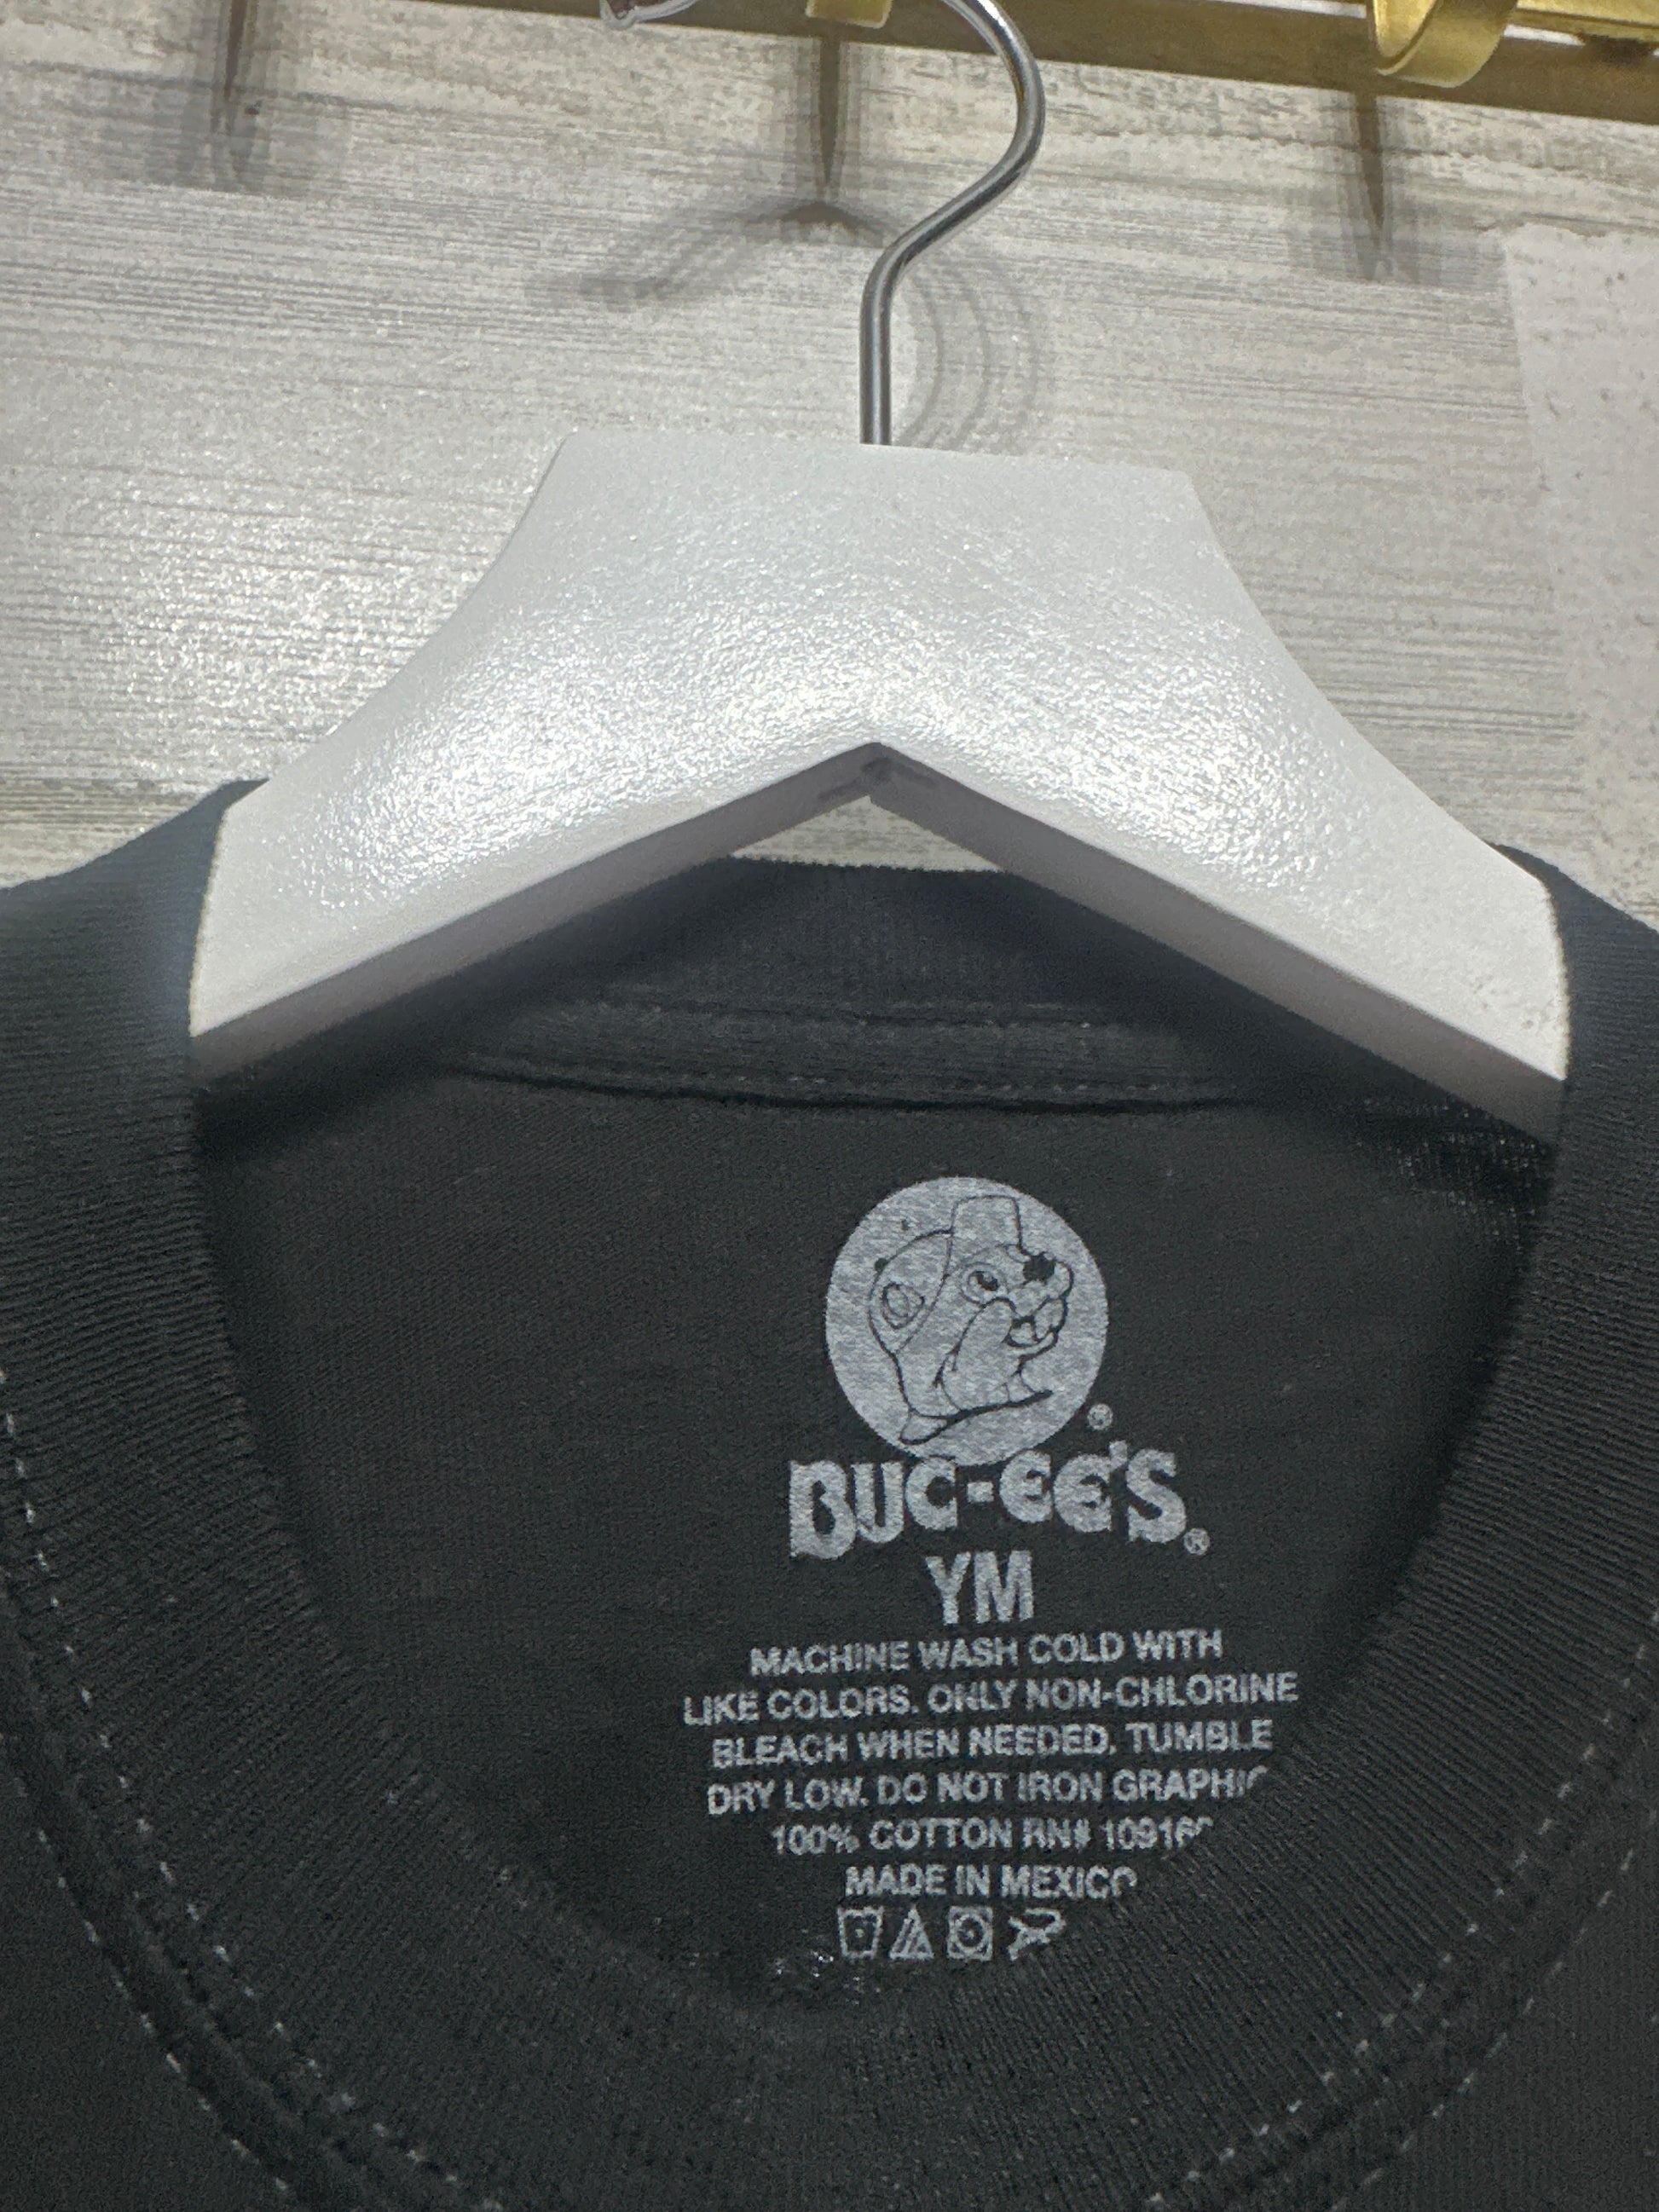 BUC-EE'S®
YM
MACHINE WASH COLD WITH
LIKE COLORS. ONLY NON-CHLORINE
BLEACH WHEN NEEDED. TUMBLE
DRY LOW. DO NOT IRON GRAPHIC
100% COTTON RN#
MADE IN MEXICO